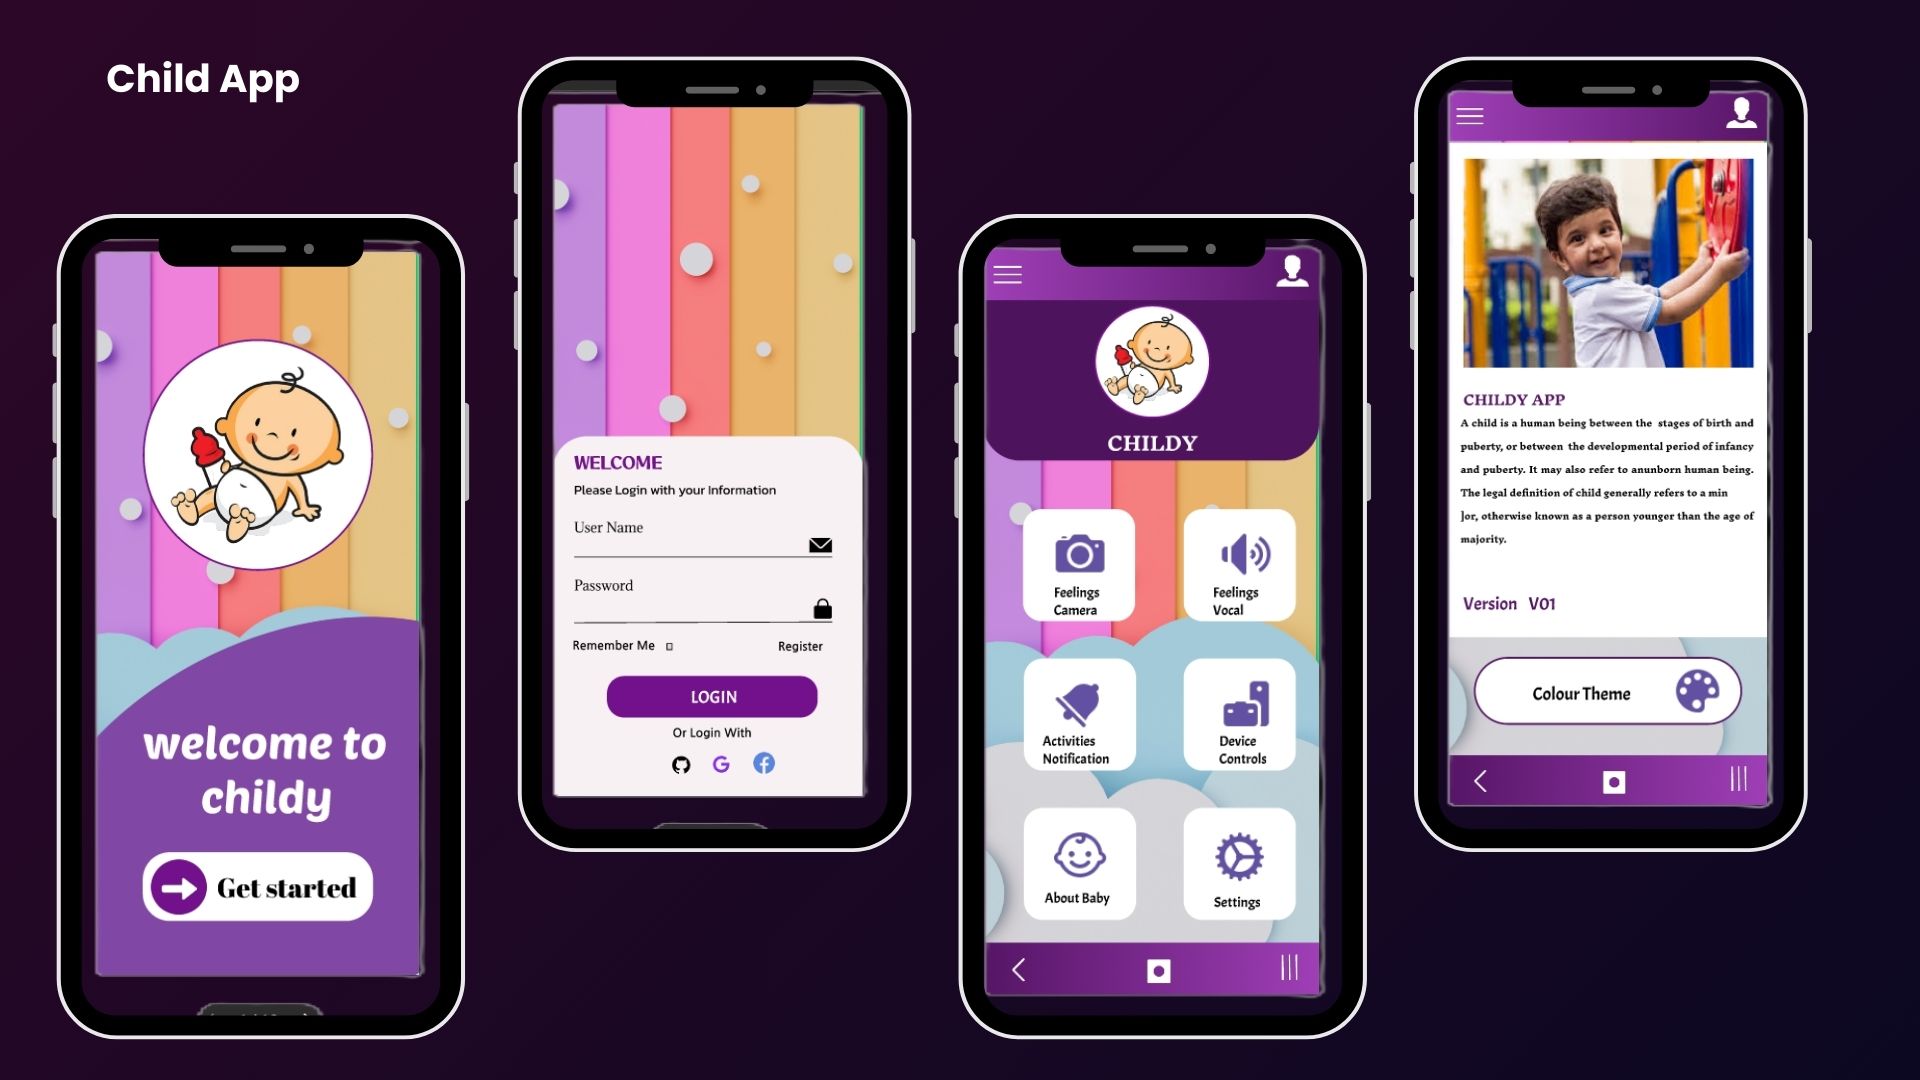 Child App
welcome to
childy
Get started
WELCOME
Please Login with your Information
User Name
Password
Remember Me
Register
LOGIN
Or Login With
G
CHILDY
Feelings
Camera
Feelings
Vocal
Activities
Notification
Device
Controls
About Baby
Settings
CHILDY APP
A child is a human being between the stages of birth and
puberty, or between the developmental period of infancy
and puberty. It may also refer to anunborn human being.
The legal definition of child generally refers to a min
]or, otherwise known as a person younger than the age of
majority.
Version V01
Colour Theme